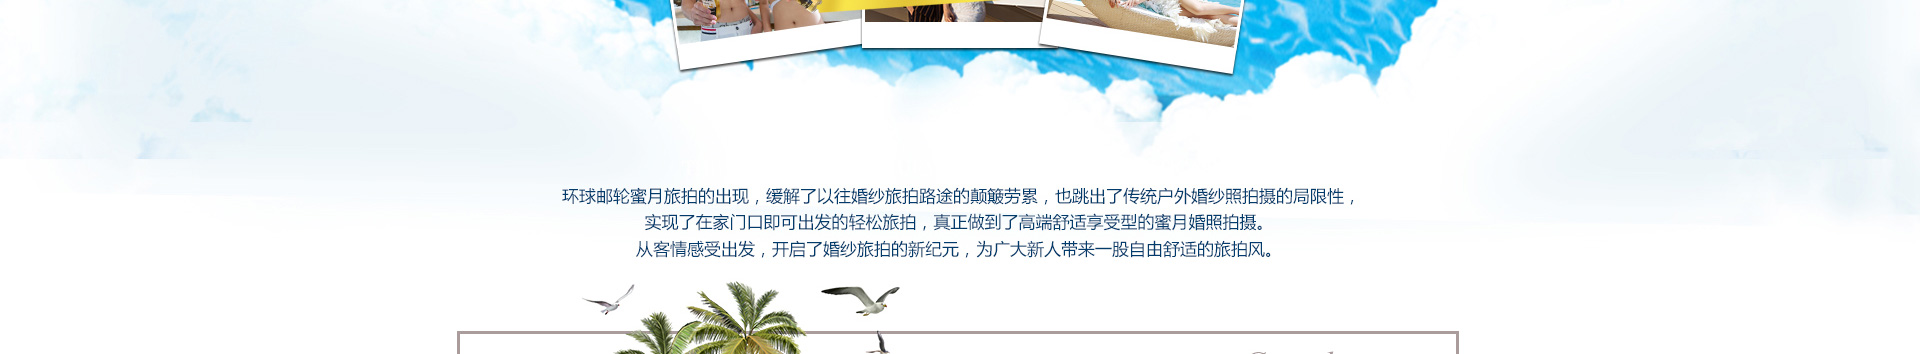 环球邮轮蜜月旅拍的出现，缓解了以往婚纱旅拍路途的颠簸劳累，也跳出了传统户外婚纱照拍摄的局限性，
实现了在家门口即可出发的轻松旅拍，真正做到了高端舒适享受型的蜜月婚照拍摄。
从客情感受出发，开启了婚纱旅拍的新纪元，为广大新人带来一股自由舒适的旅拍风。